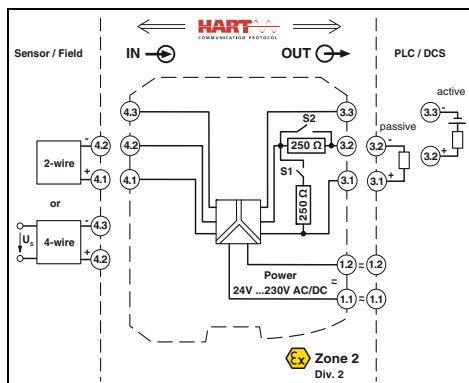 HART
COMMUNICATION PROTOCOL
Sensor / Field
IN
OUT
PLC / DCS
4.3
4.2
4.1
3.3
3.2
3.1
S2
250 Ω
S1
250 Ω
2-wire
-
4.2
+
4.1
or
4-wire
Us
-
4.3
+
4.2
passive
3.2
-
3.1
+
active
3.3
-
3.2
+
Power
24V ...230V AC/DC
≂
1.2 ≈ 1.2
1.1 ≈ 1.1
Ex
Zone 2
Div. 2